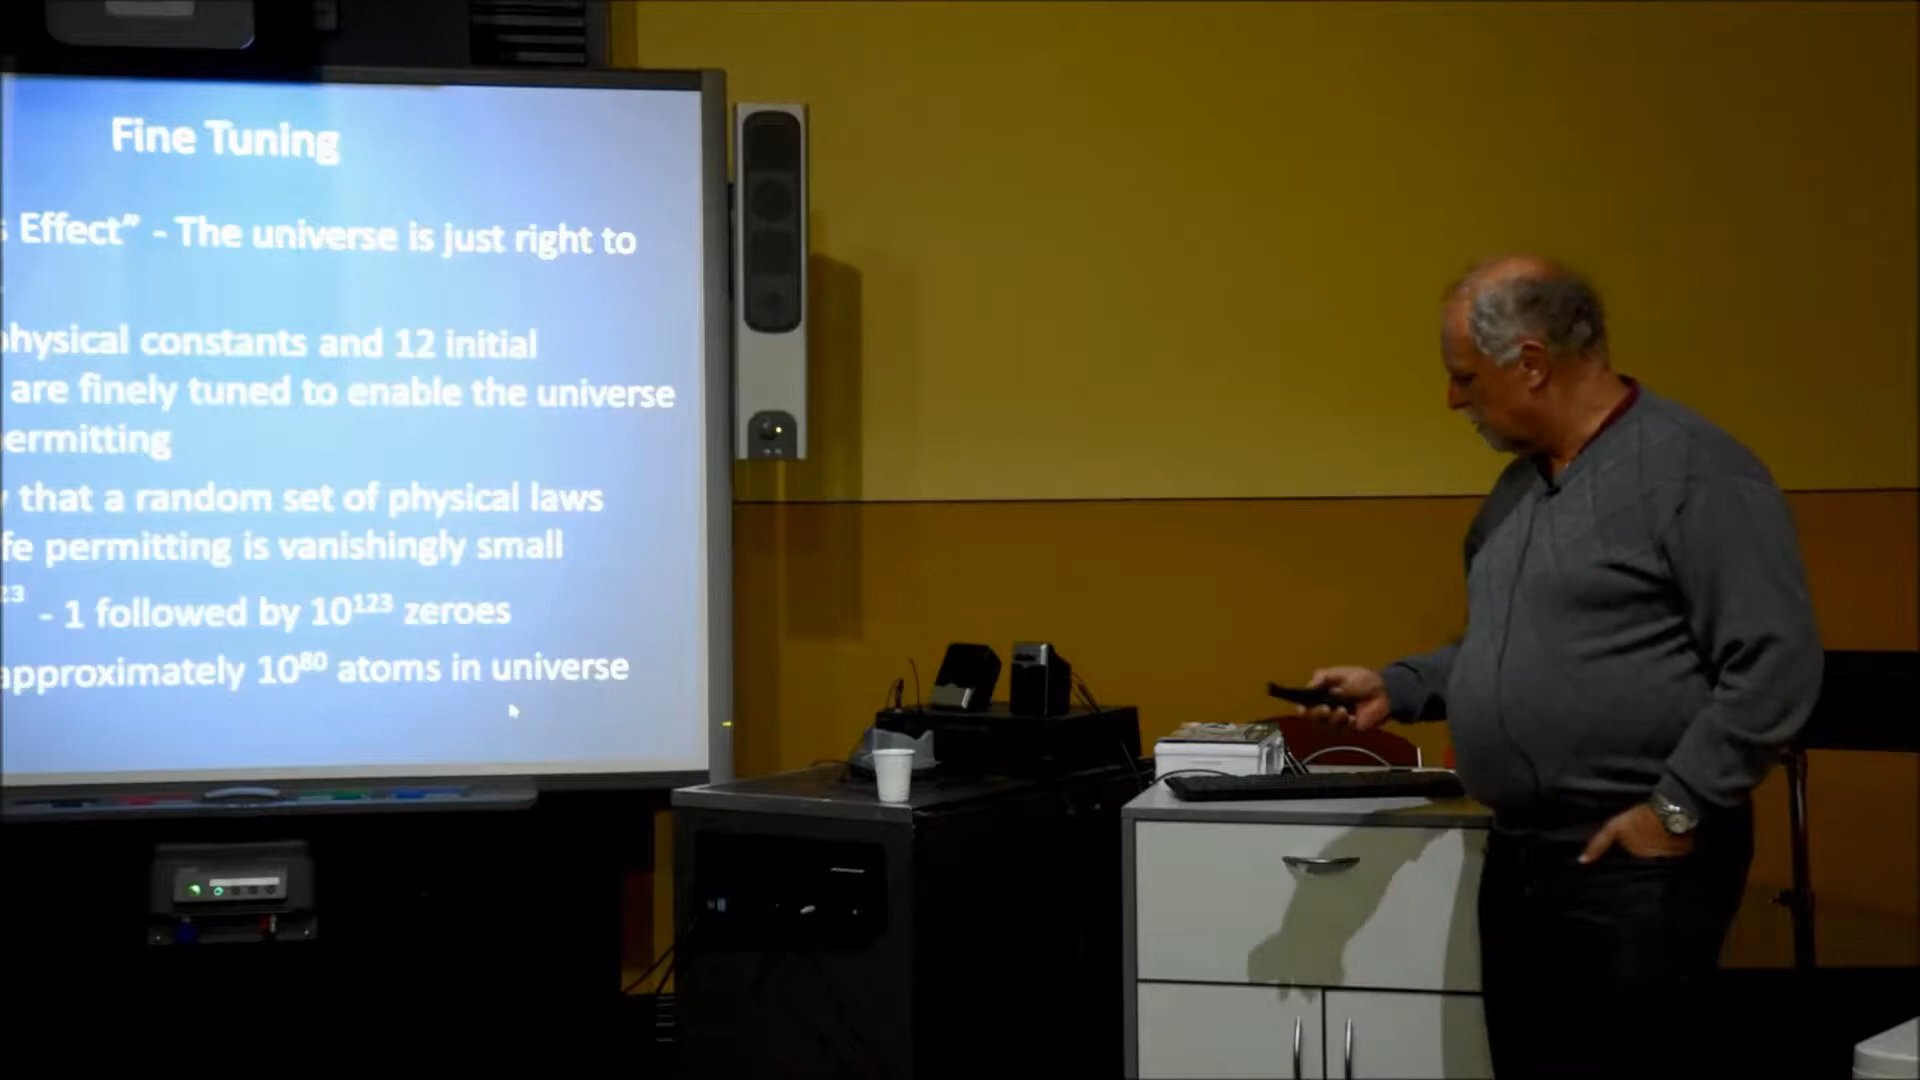 Fine Tuning
Effect” - The universe is just right to
physical constants and 12 initial
are finely tuned to enable the universe
ermitting
that a random set of physical laws
fe permitting is vanishingly small
23 - 1 followed by 10¹²³ zeroes
approximately 10⁸⁰ atoms in universe